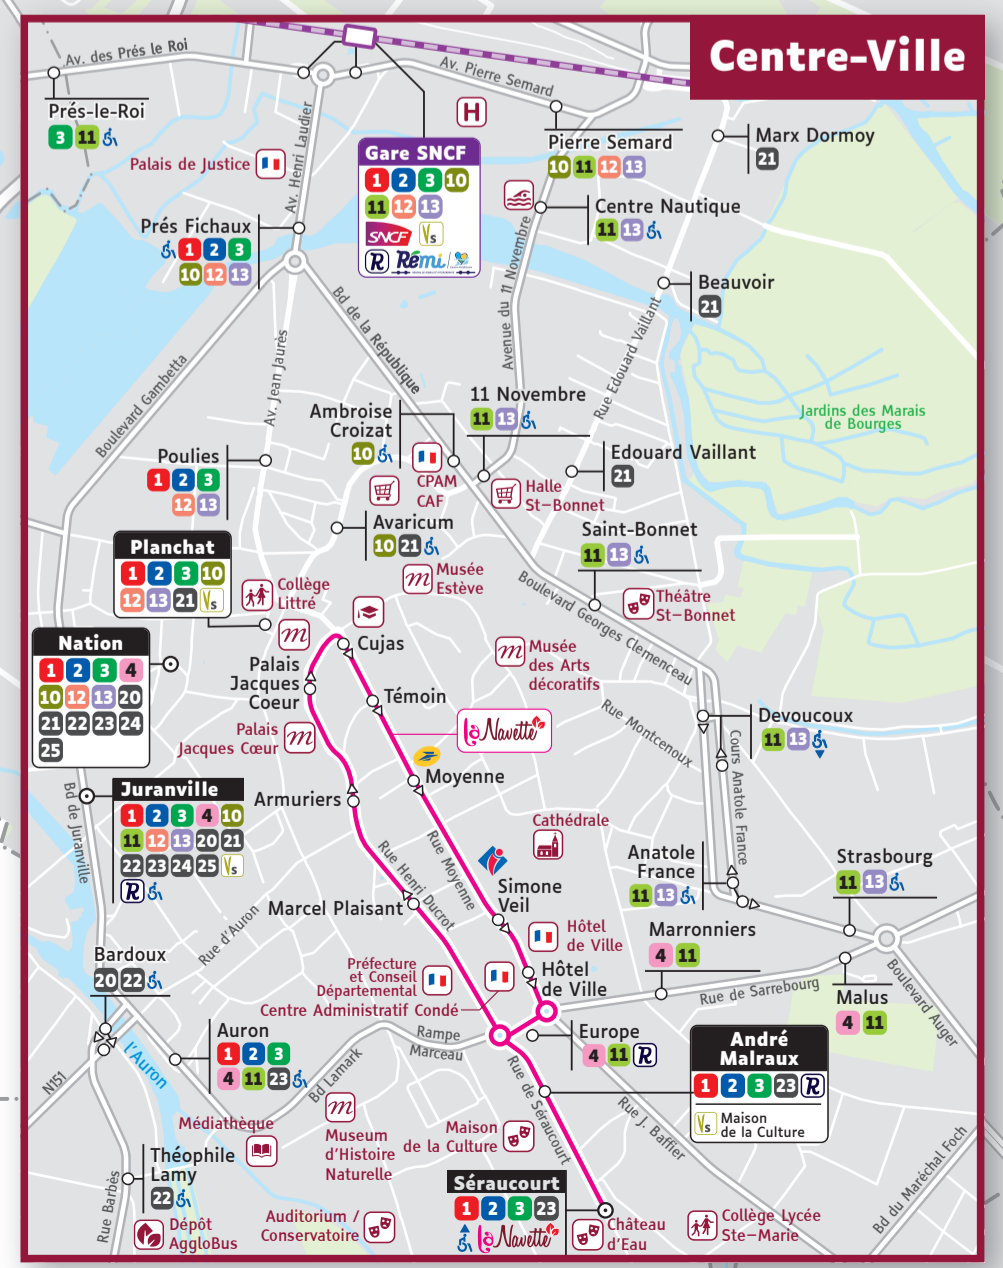 Centre-Ville
Av. des Prés le Roi
Av. Pierre Semard
Prés-le-Roi
3 11
H
Av. Henri Laudier
Palais de Justice
Gare SNCF
1 2 3 10
11 12 13
SNCF Vs
R Rémi
Pierre Semard
10 11 12 13
Marx Dormoy
21
Centre Nautique
11 13
Prés Fichaux
1 2 3
10 12 13
Beauvoir
21
Avenue du 11 Novembre
Bd de la République
Rue Edouard Vaillant
Av. Jean Jaurès
Boulevard Gambetta
Jardins des Marais
de Bourges
11 Novembre
11 13
Ambroise
Croizat
10
CPAM
CAF
Halle
St-Bonnet
Edouard Vaillant
21
Poulies
1 2 3
12 13
Avaricum
10 21
Saint-Bonnet
11 13
Planchat
1 2 3 10
12 13 21 Vs
Collège
Littré
Musée
Estève
Boulevard Georges Clemenceau
Théâtre
St-Bonnet
Nation
1 2 3 4
10 12 13 20
21 22 23 24
25
Cujas
Palais
Jacques
Coeur
Témoin
Musée
des Arts
décoratifs
Rue Montcenoux
Palais
Jacques Cœur
La Navette
Devoucoux
11 13
Cours Anatole France
Moyenne
Armuriers
Bd de Juranville
Juranville
1 2 3 4 10
11 12 13 20 21
22 23 24 25 Vs
R
Cathédrale
Rue Moyenne
Rue Henri Ducrot
Simone
Veil
Anatole
France
11 13
Strasbourg
11 13
Marcel Plaisant
Rue d'Auron
Hôtel
de Ville
Marronniers
4 11
Bardoux
20 22
Préfecture
et Conseil
Départemental
Centre Administratif Condé
Hôtel
de Ville
Rue de Sarrebourg
Malus
4 11
Boulevard Auger
Auron
1 2 3
4 11 23
l'Auron
N151
Rampe
Marceau
Bd Lamarck
Europe
4 11 R
André
Malraux
1 2 3 23 R
Vs Maison
de la Culture
Rue de Séraucourt
Rue J. Baffier
Médiathèque
Museum
d'Histoire
Naturelle
Maison
de la Culture
Théophile
Lamy
22
Rue Barbès
Dépôt
AggloBus
Auditorium /
Conservatoire
Séraucourt
1 2 3 23
La Navette
Château
d'Eau
Collège Lycée
Ste-Marie
Bd du Maréchal Foch